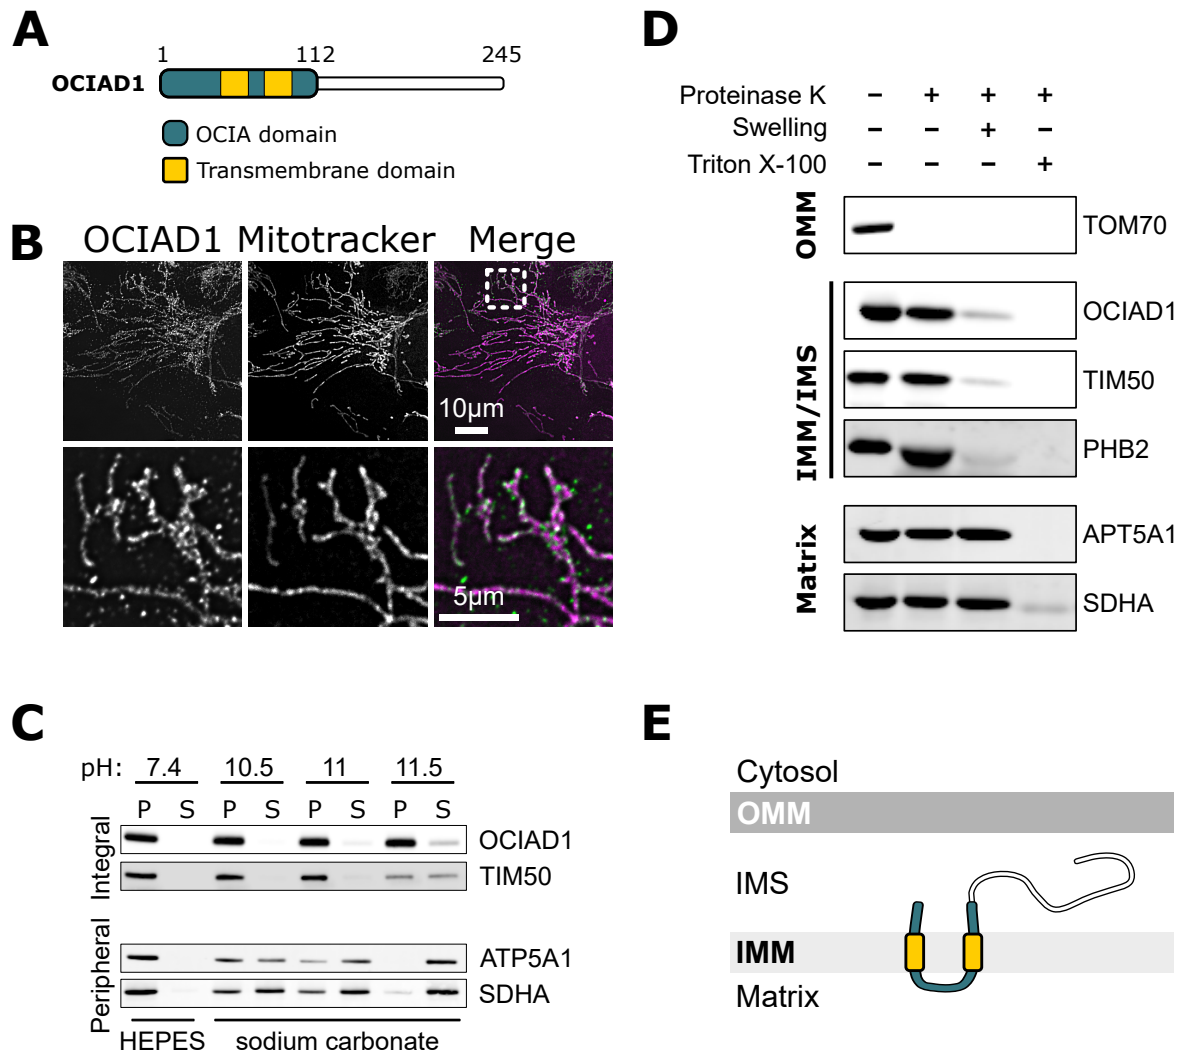 A
1 112 245
OCIAD1
OCIA domain
Transmembrane domain
B
OCIAD1 Mitotracker Merge
10µm
5µm
C
pH: 7.4 10.5 11 11.5
P S P S P S P S
Integral
OCIAD1
TIM50
Peripheral
ATP5A1
SDHA
HEPES sodium carbonate
D
Proteinase K − + + +
Swelling − − + −
Triton X-100 − − − +
OMM
TOM70
IMM/IMS
OCIAD1
TIM50
PHB2
Matrix
APT5A1
SDHA
E
Cytosol
OMM
IMS
IMM
Matrix